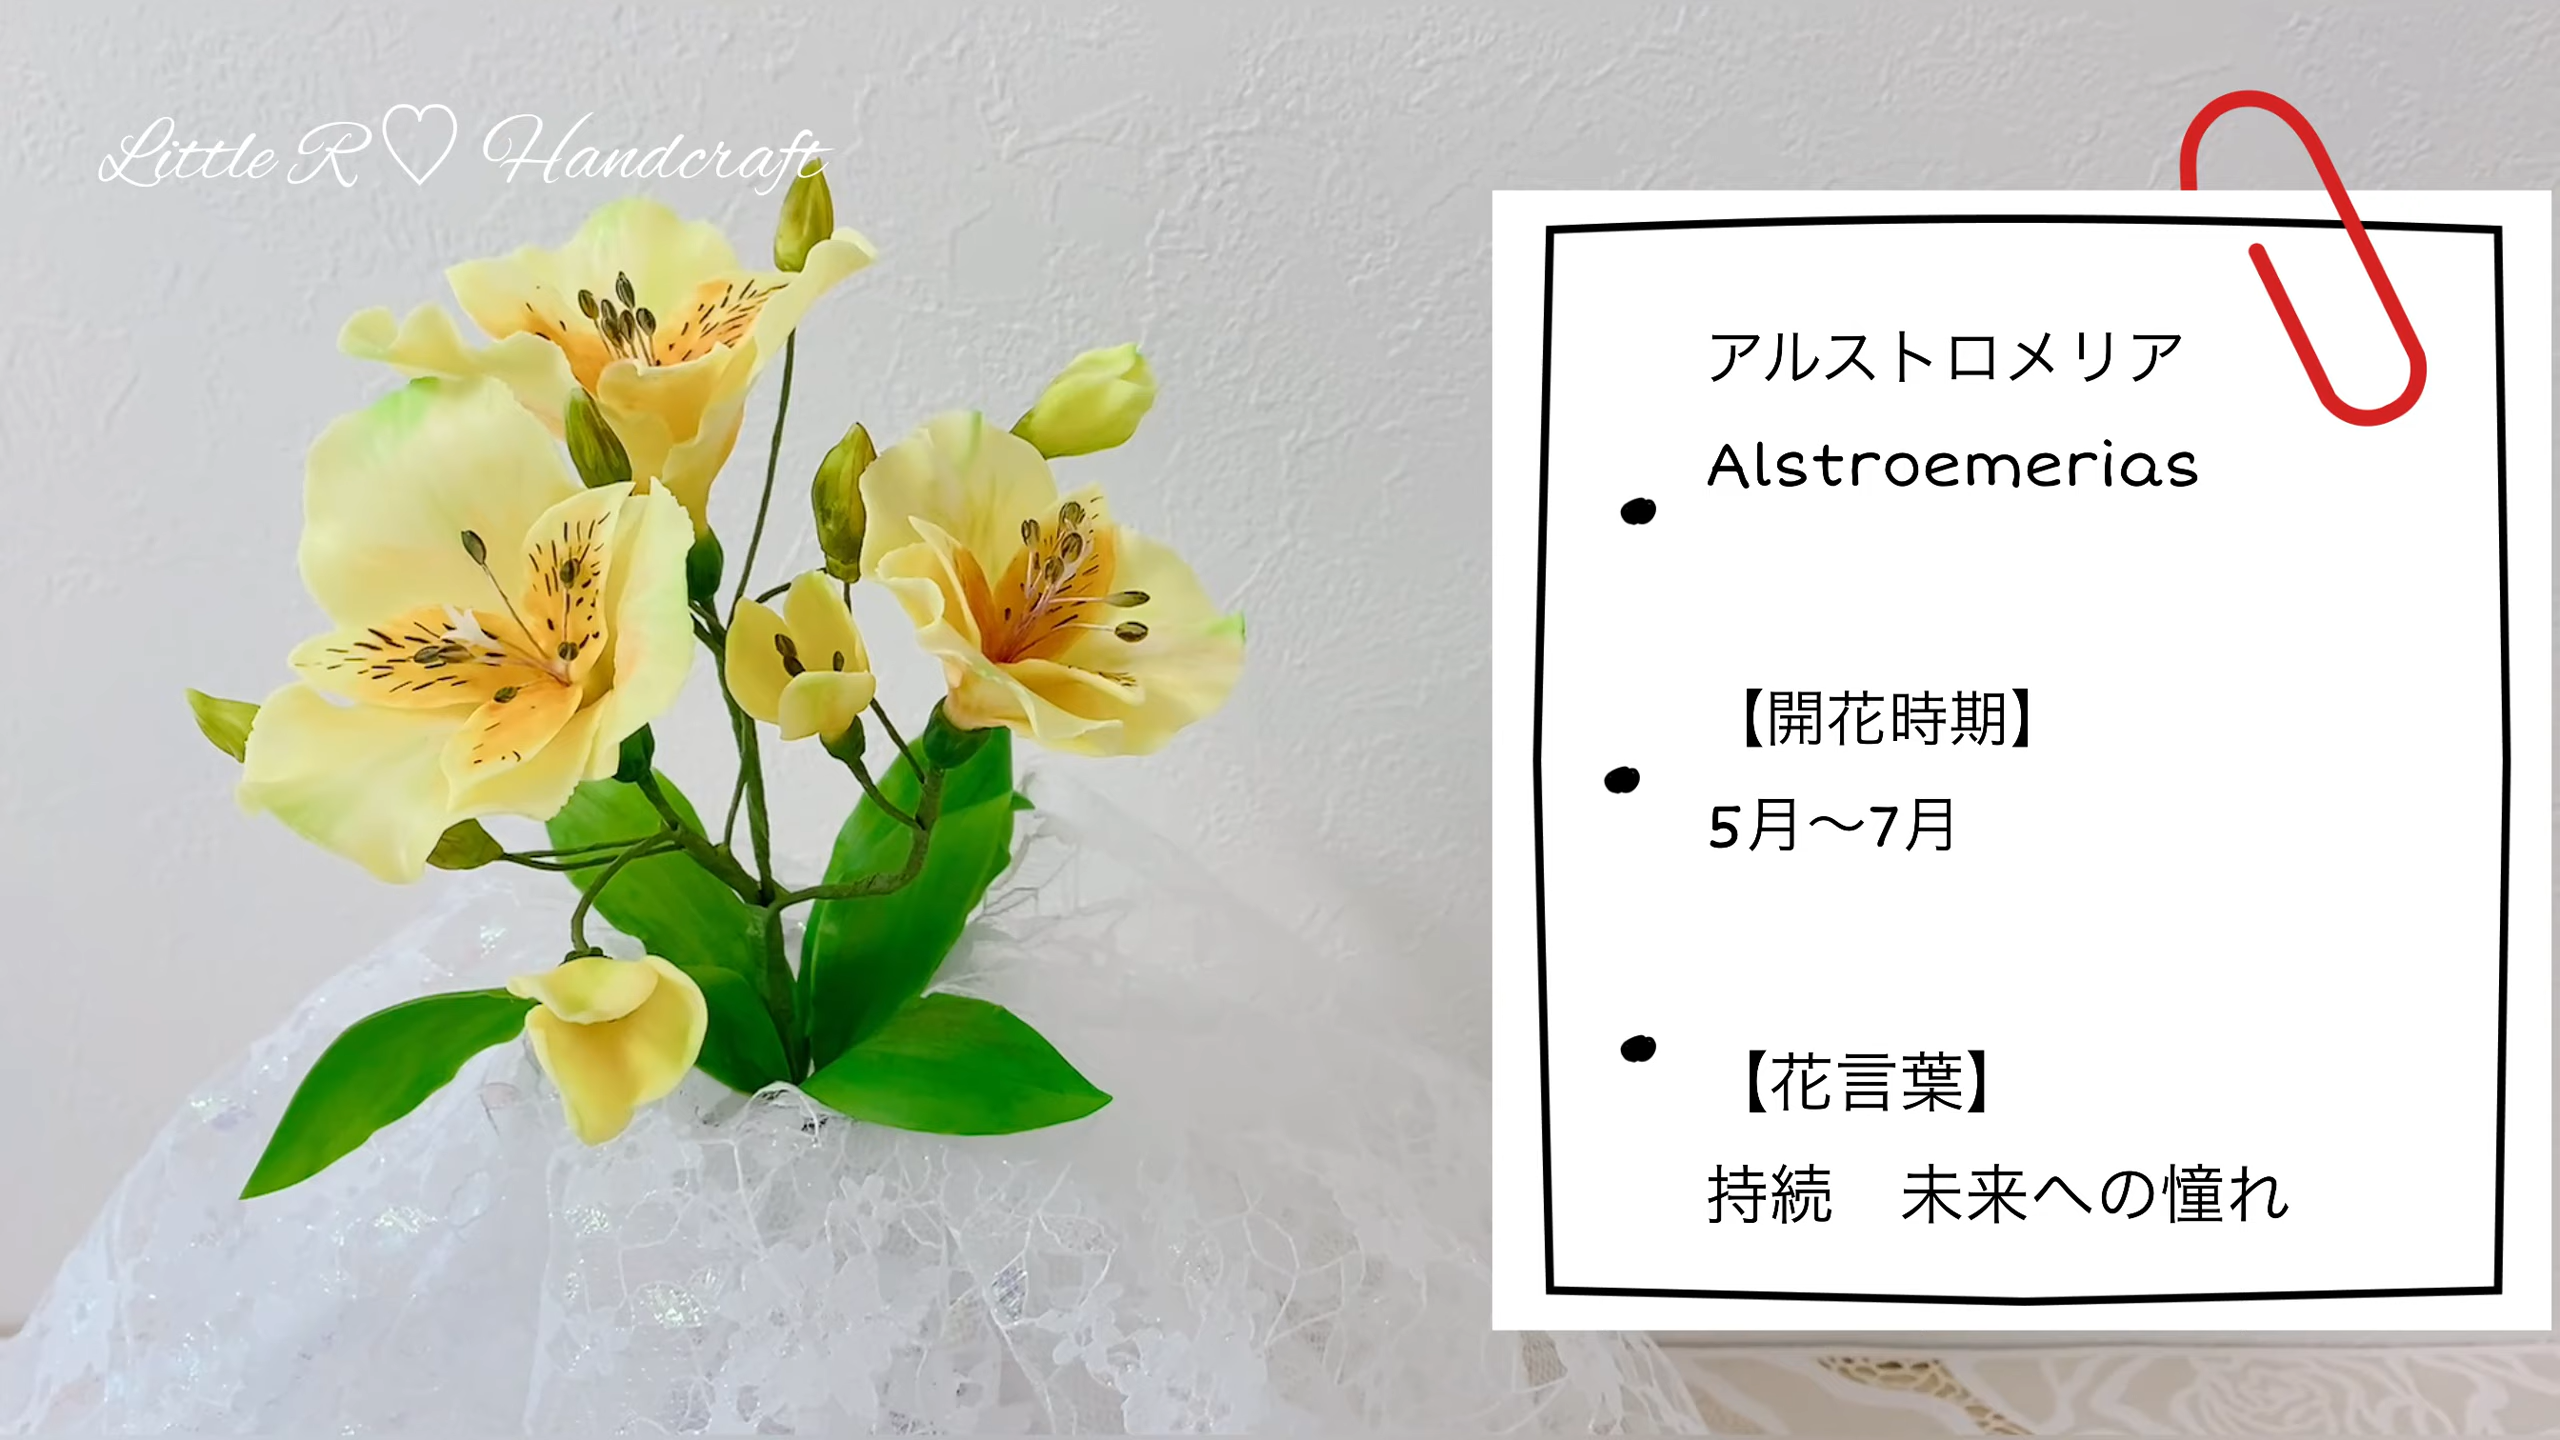 Little R♡ Handcraft
アルストロメリア
Alstroemerias
【開花時期】
5月〜7月
【花言葉】
持続　未来への憧れ